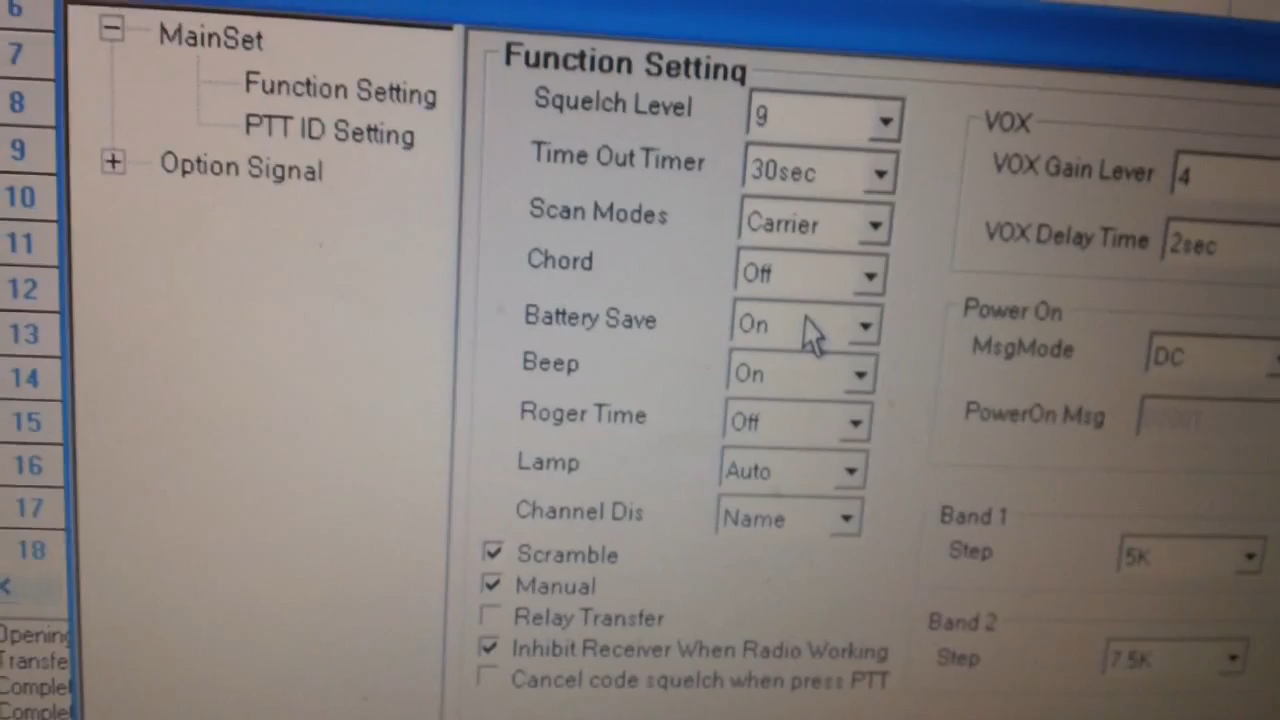 6
7
8
9
10
11
12
13
14
15
16
17
18
Opening
Transfe
Complet
Complet
MainSet
Function Setting
PTT ID Setting
Option Signal
Function Setting
Squelch Level 9
Time Out Timer 30sec
Scan Modes Carrier
Chord Off
Battery Save On
Beep On
Roger Time Off
Lamp Auto
Channel Dis Name
Scramble
Manual
Relay Transfer
Inhibit Receiver When Radio Working
Cancel code squelch when press PTT
VOX
VOX Gain Lever 4
VOX Delay Time 2sec
Power On
MsgMode DC
PowerOn Msg
Band 1
Step 5K
Band 2
Step 7.5K